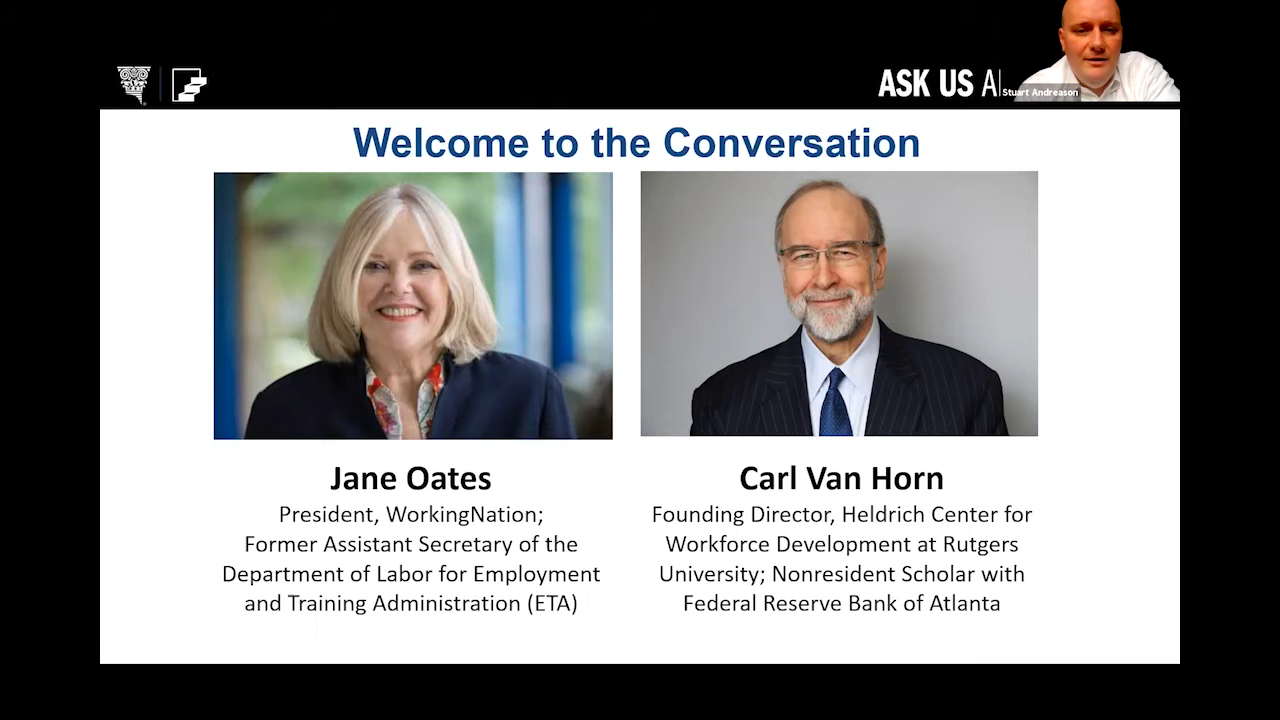 ASK US A
Stuart Andreason
Welcome to the Conversation
Jane Oates
President, WorkingNation;
Former Assistant Secretary of the
Department of Labor for Employment
and Training Administration (ETA)
Carl Van Horn
Founding Director, Heldrich Center for
Workforce Development at Rutgers
University; Nonresident Scholar with
Federal Reserve Bank of Atlanta